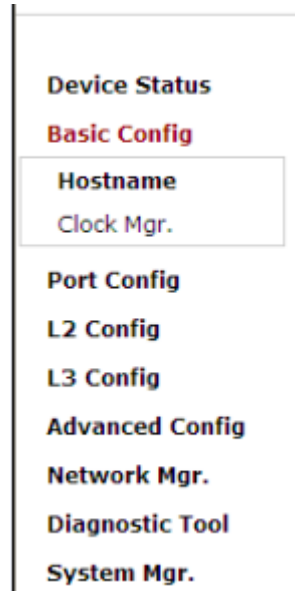 Device Status
Basic Config
Hostname
Clock Mgr.
Port Config
L2 Config
L3 Config
Advanced Config
Network Mgr.
Diagnostic Tool
System Mgr.